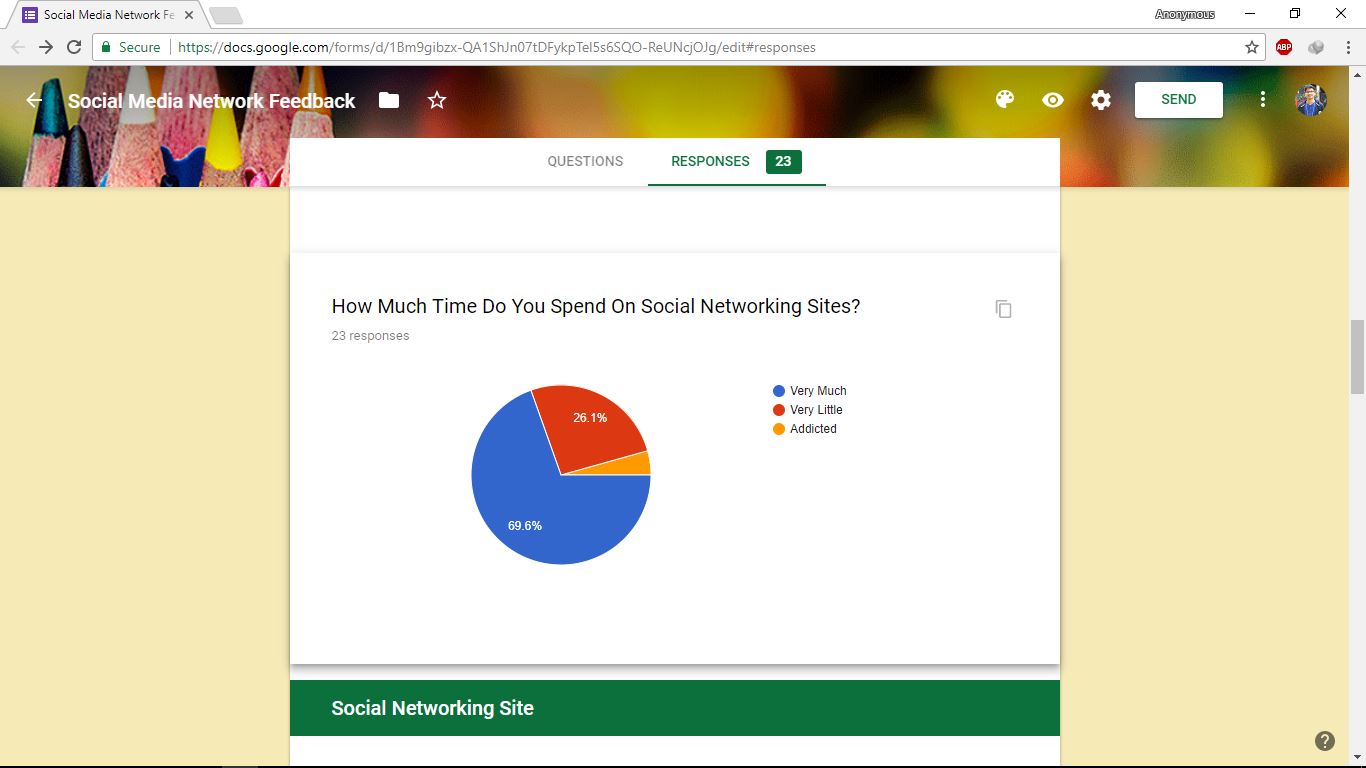 Social Media Network Fe
Anonymous
Secure
https://docs.google.com/forms/d/1Bm9gibzx-QA1ShJn07tDFykpTel5s6SQO-ReUNcjOJg/edit#responses
ABP
Social Media Network Feedback
SEND
QUESTIONS
RESPONSES 23
How Much Time Do You Spend On Social Networking Sites?
23 responses
Very Much
Very Little
Addicted
26.1%
69.6%
Social Networking Site